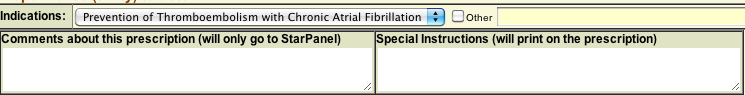 Indications: Prevention of Thromboembolism with Chronic Atrial Fibrillation Other
Comments about this prescription (will only go to StarPanel) Special Instructions (will print on the prescription)